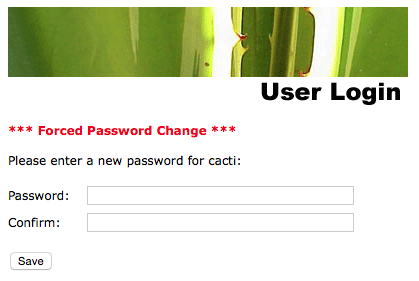 User Login
*** Forced Password Change ***
Please enter a new password for cacti:
Password:
Confirm:
Save